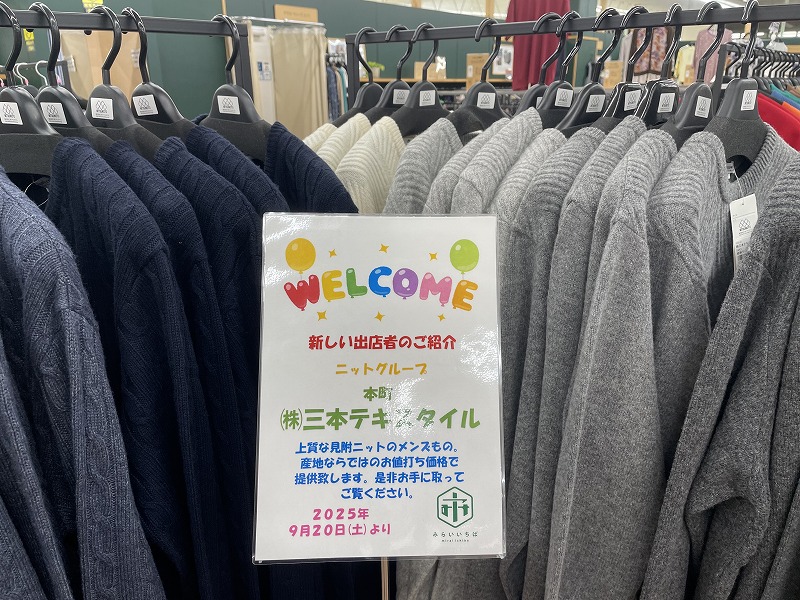 WELCOME
新しい出店者のご紹介
ニットグループ
本町
㈱三本テキスタイル
上質な見附ニットのメンズもの。
産地ならではのお値打ち価格で
提供致します。是非お手に取って
ご覧ください。
2025年
9月20日(土)より
みらいいちば
mirai ichiba